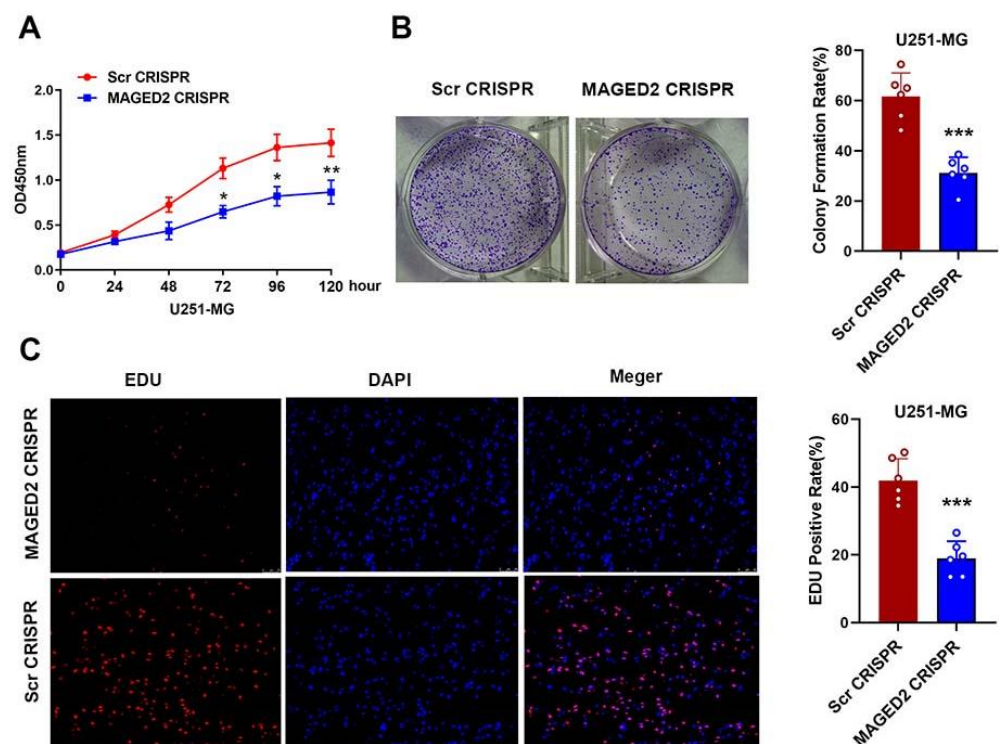 A
Scr CRISPR
MAGED2 CRISPR
OD450nm
2.0
1.5
1.0
0.5
0.0
*
*
**
0 24 48 72 96 120 hour
U251-MG
B
Scr CRISPR MAGED2 CRISPR
U251-MG
Colony Formation Rate(%)
80
60
40
20
0
***
Scr CRISPR
MAGED2 CRISPR
C
EDU DAPI Meger
MAGED2 CRISPR
Scr CRISPR
U251-MG
EDU Positive Rate(%)
60
40
20
0
***
Scr CRISPR
MAGED2 CRISPR